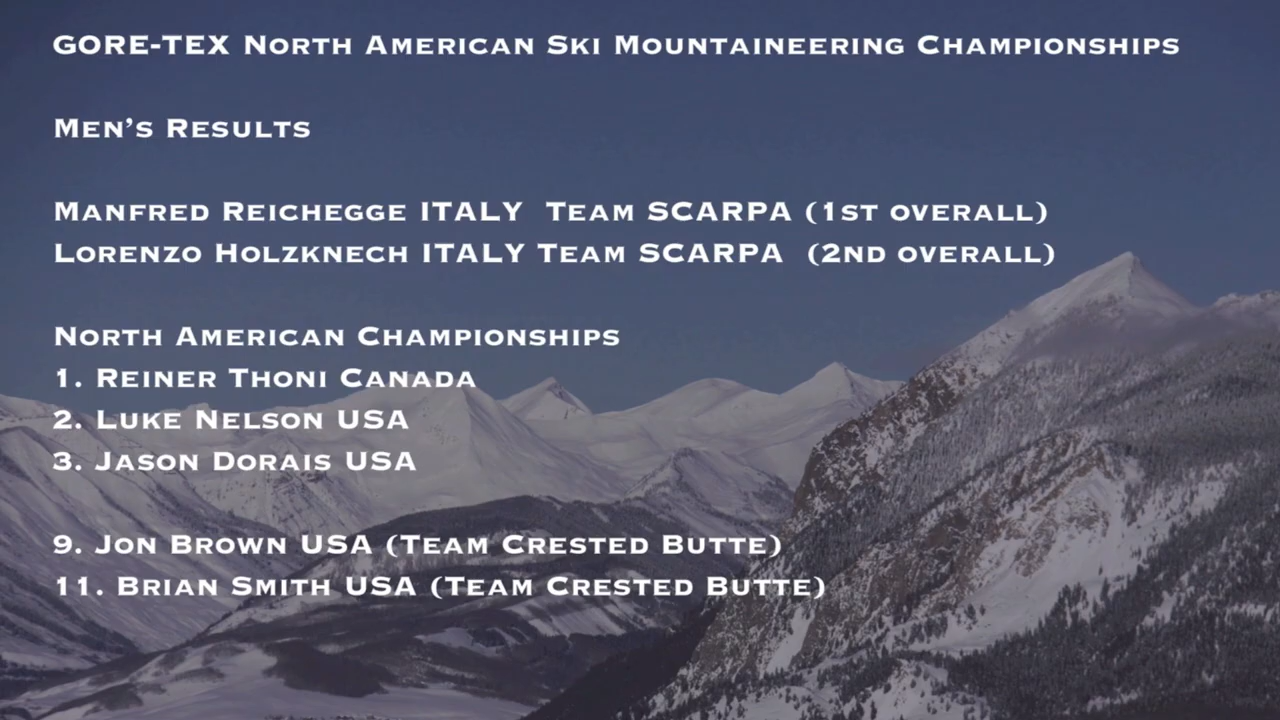 GORE-TEX North American Ski Mountaineering Championships
Men's Results
Manfred Reichegge ITALY Team SCARPA (1st overall)
Lorenzo Holzknech ITALY Team SCARPA (2nd overall)
North American Championships
1. Reiner Thoni Canada
2. Luke Nelson USA
3. Jason Dorais USA
9. Jon Brown USA (Team Crested Butte)
11. Brian Smith USA (Team Crested Butte)